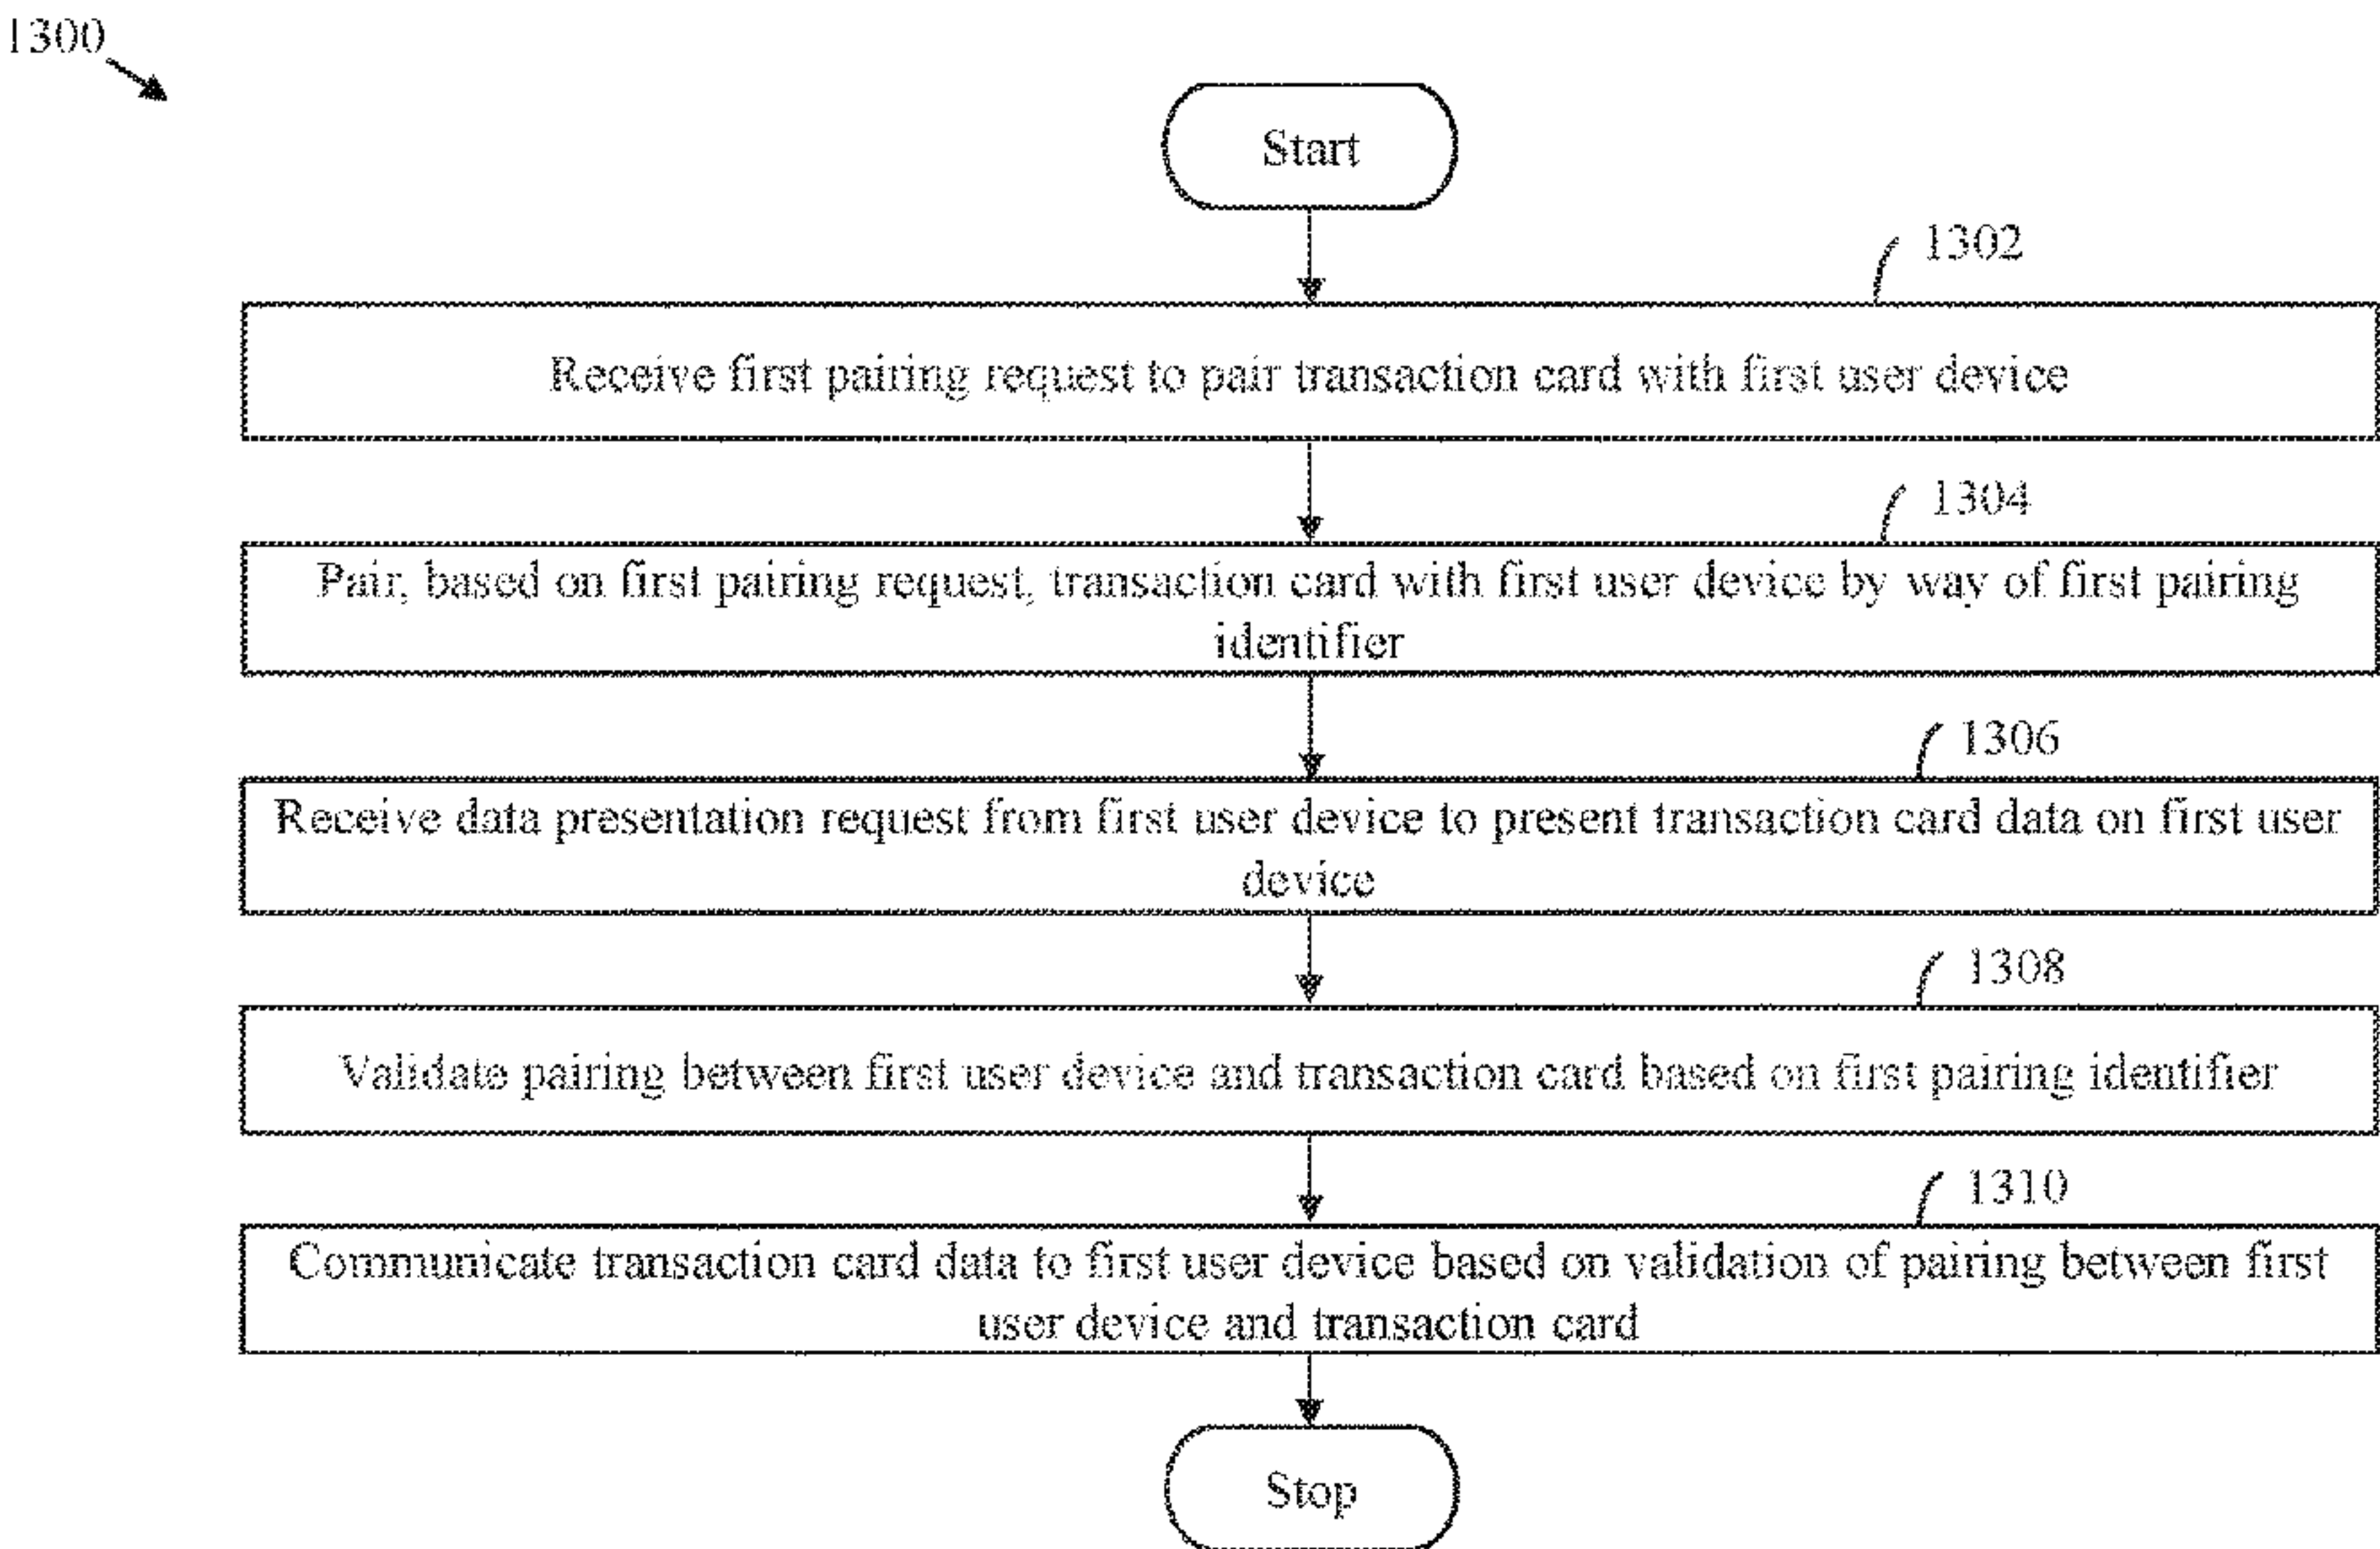 1300
Start
1302
Receive first pairing request to pair transaction card with first user device
1304
Pair, based on first pairing request, transaction card with first user device by way of first pairing
identifier
1306
Receive data presentation request from first user device to present transaction card data on first user
device
1308
Validate pairing between first user device and transaction card based on first pairing identifier
1310
Communicate transaction card data to first user device based on validation of pairing between first
user device and transaction card
Stop